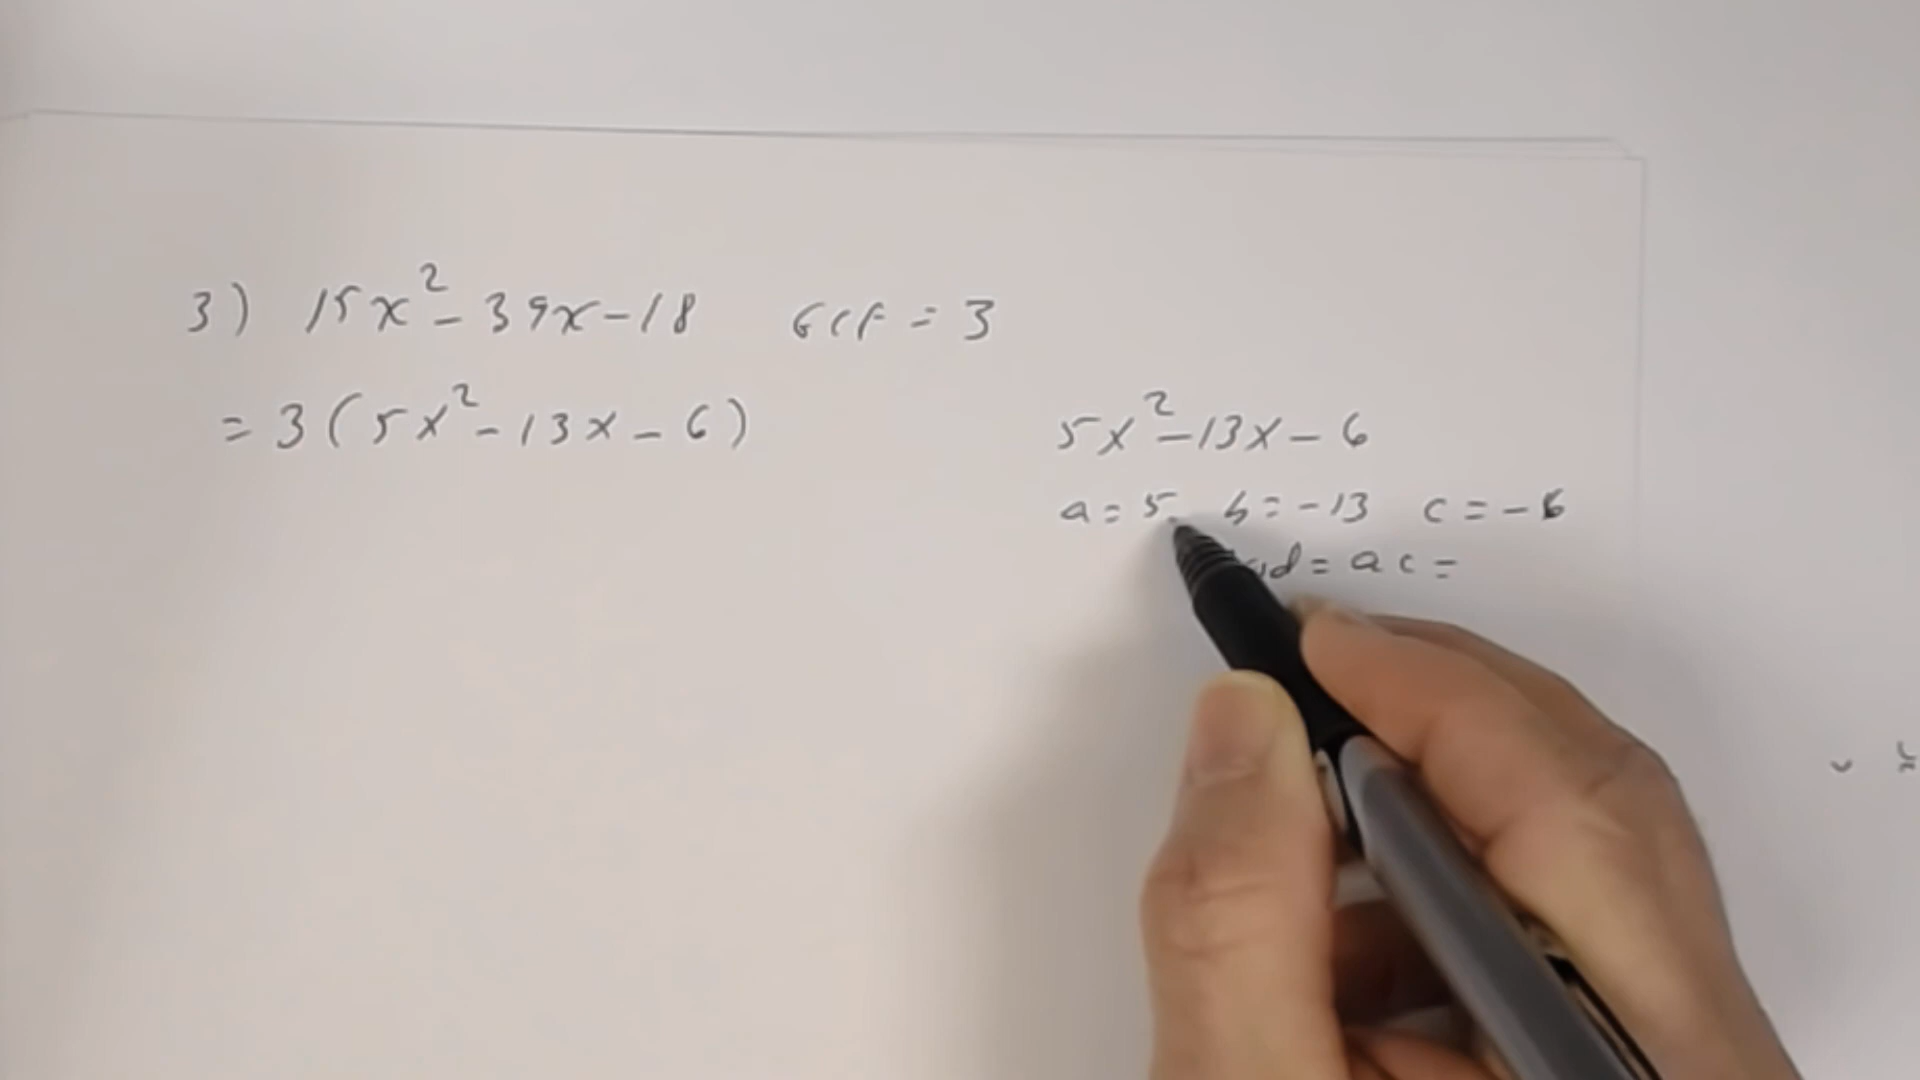 3) 15x² - 39x - 18 GCF = 3
= 3(5x² - 13x - 6)
5x² - 13x - 6
a = 5 b = -13 c = -6
= ac =